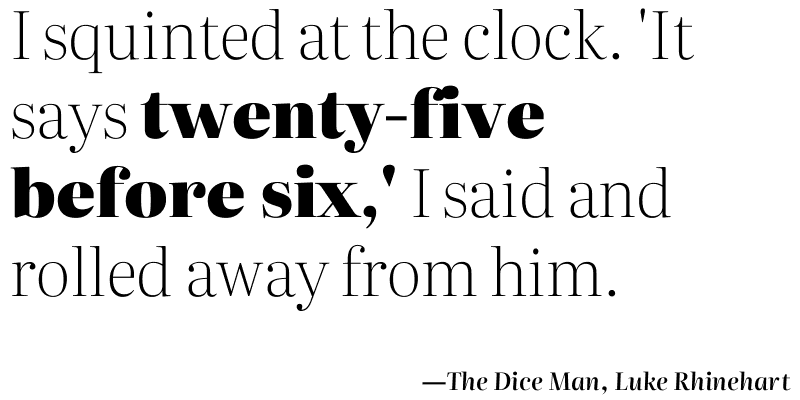 I squinted at the clock. 'It
says twenty-five
before six,' I said and
rolled away from him.
—The Dice Man, Luke Rhinehart